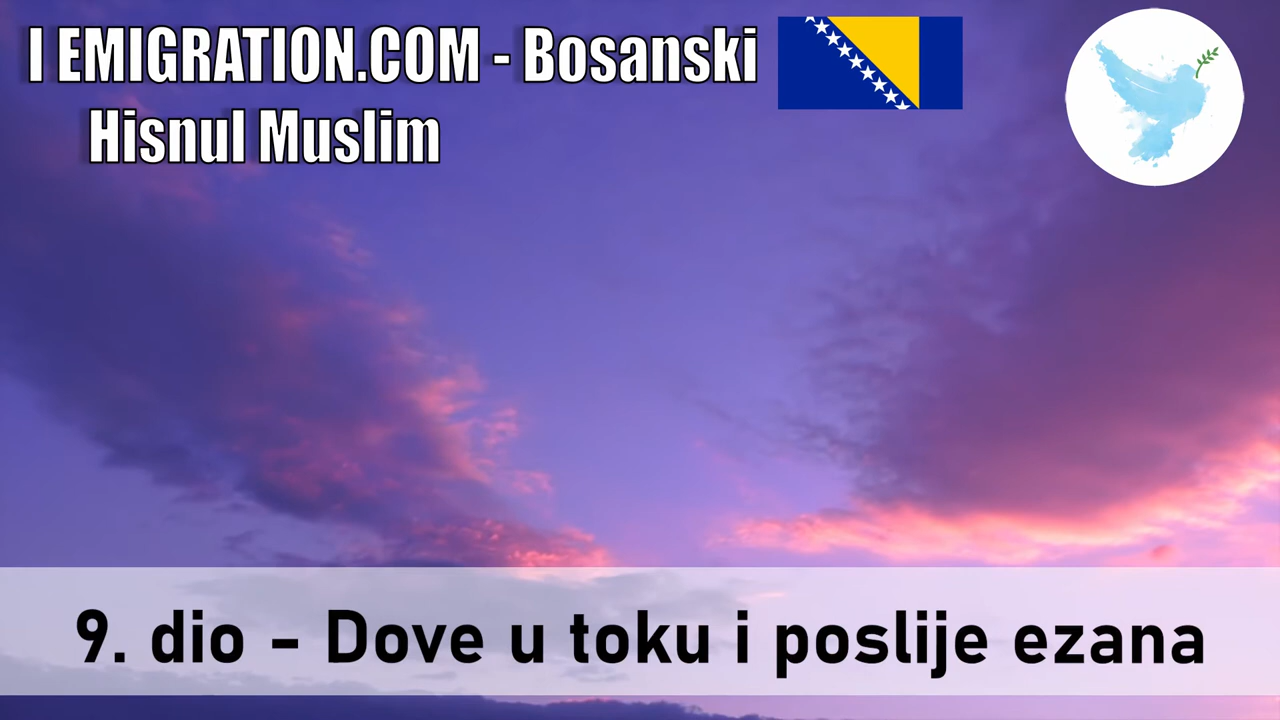 I EMIGRATION.COM - Bosanski
Hisnul Muslim
9. dio - Dove u toku i poslije ezana